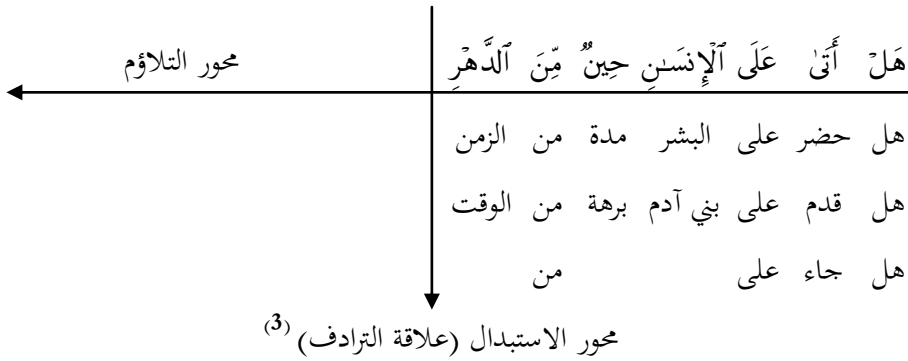 هَلۡ أَتَىٰ عَلَى ٱلۡإِنسَـٰنِ حِينٌ مِّنَ ٱلدَّهۡرِ محور التلاؤم
هل حضر على البشر مدة من الزمن
هل قدم على بني آدم برهة من الوقت
هل جاء على من
محور الاستبدال (علاقة الترادف) (3)